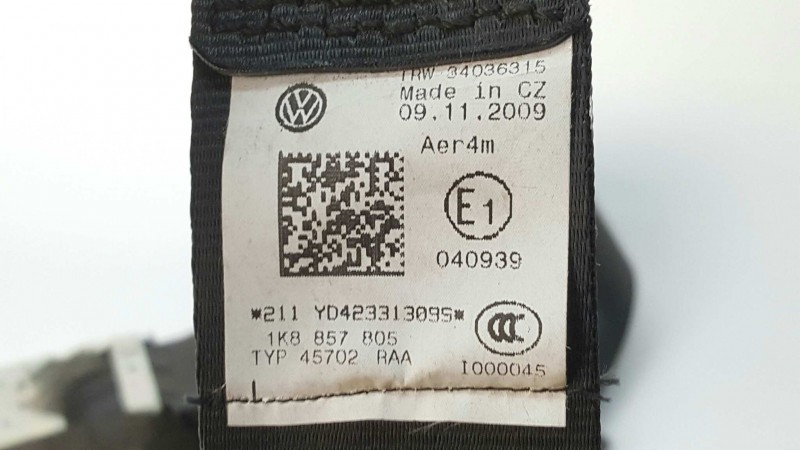 TRW 34036315
Made in CZ
09.11.2009
Aer4m
E1
040939
*211 YD42331309S*
1K8 857 805
TYP 45702 RAA
I000045